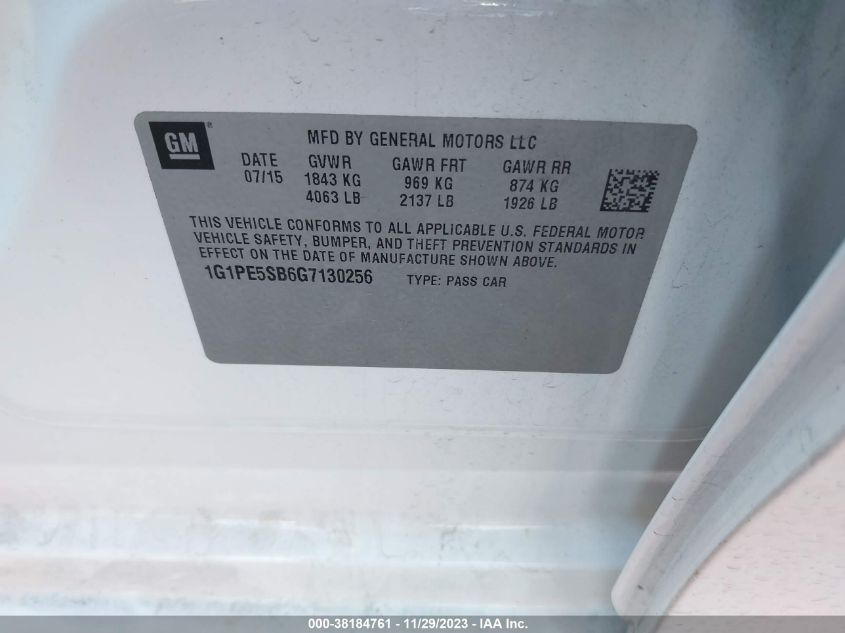 GM ®
MFD BY GENERAL MOTORS LLC
DATE GVWR GAWR FRT GAWR RR
07/15 1843 KG 969 KG 874 KG
4063 LB 2137 LB 1926 LB
THIS VEHICLE CONFORMS TO ALL APPLICABLE U.S. FEDERAL MOTOR
VEHICLE SAFETY, BUMPER, AND THEFT PREVENTION STANDARDS IN
EFFECT ON THE DATE OF MANUFACTURE SHOWN ABOVE.
1G1PE5SB6G7130256 TYPE: PASS CAR
000-38184761 - 11/29/2023 - IAA Inc.